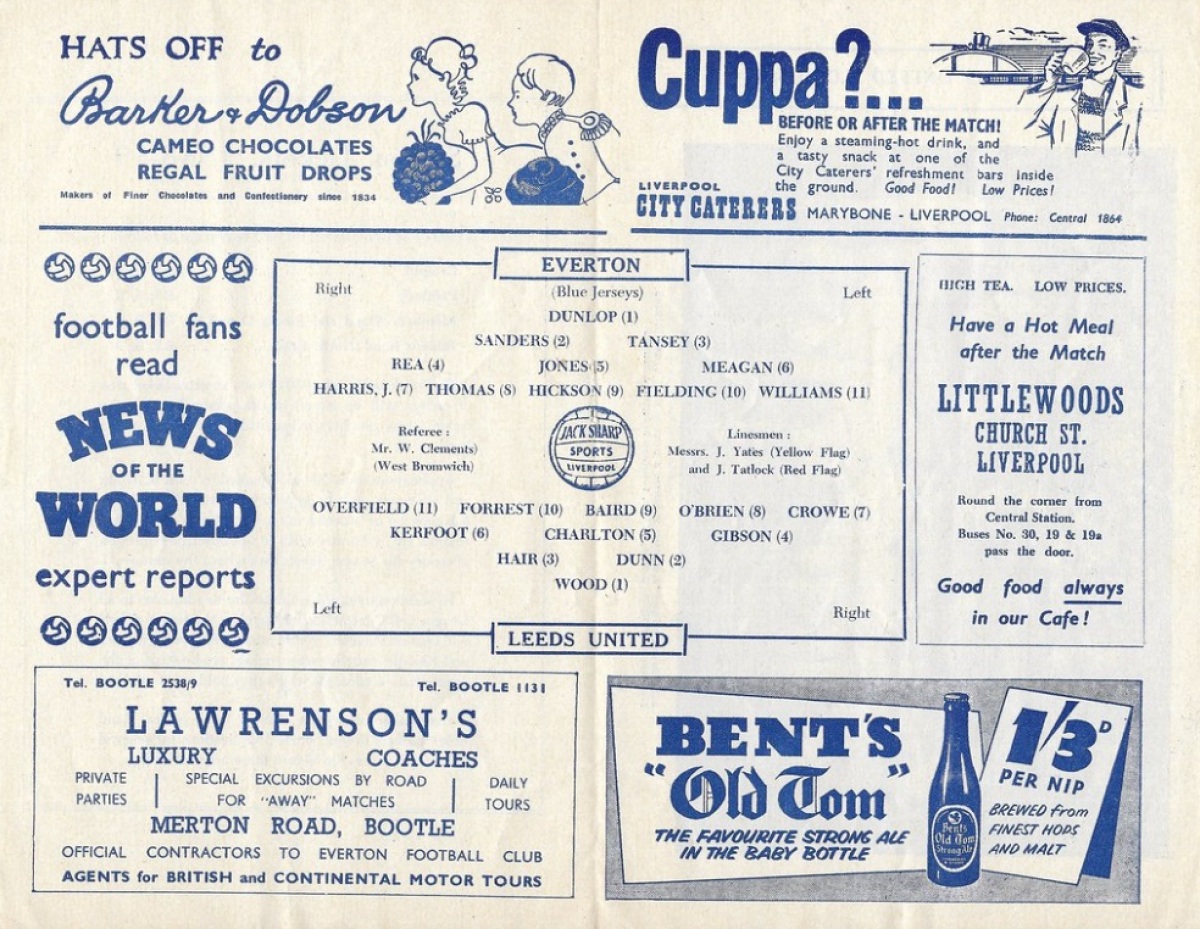 HATS OFF to
Barker & Dobson
CAMEO CHOCOLATES
REGAL FRUIT DROPS
Makers of Finer Chocolates and Confectionery since 1834
Cuppa?...
BEFORE OR AFTER THE MATCH!
Enjoy a steaming-hot drink, and
a tasty snack at one of the
City Caterers' refreshment bars inside
the ground. Good Food! Low Prices!
LIVERPOOL
CITY CATERERS MARYBONE - LIVERPOOL Phone: Central 1864
football fans
read
NEWS
OF THE
WORLD
expert reports
EVERTON
Right (Blue Jerseys) Left
DUNLOP (1)
SANDERS (2) TANSEY (3)
REA (4) JONES (5) MEAGAN (6)
HARRIS, J. (7) THOMAS (8) HICKSON (9) FIELDING (10) WILLIAMS (11)
Referee :
Mr. W. Clements)
(West Bromwich)
JACK SHARP
SPORTS
LIVERPOOL
Linesmen :
Messrs. J. Yates (Yellow Flag)
and J. Tatlock (Red Flag)
OVERFIELD (11) FORREST (10) BAIRD (9) O'BRIEN (8) CROWE (7)
KERFOOT (6) CHARLTON (5) GIBSON (4)
HAIR (3) DUNN (2)
WOOD (1)
Left Right
LEEDS UNITED
HIGH TEA. LOW PRICES.
Have a Hot Meal
after the Match
LITTLEWOODS
CHURCH ST.
LIVERPOOL
Round the corner from
Central Station.
Buses No. 30, 19 & 19a
pass the door.
Good food always
in our Cafe!
Tel. BOOTLE 2538/9 Tel. BOOTLE 1131
LAWRENSON'S
LUXURY COACHES
PRIVATE
PARTIES
SPECIAL EXCURSIONS BY ROAD
FOR "AWAY" MATCHES
DAILY
TOURS
MERTON ROAD, BOOTLE
OFFICIAL CONTRACTORS TO EVERTON FOOTBALL CLUB
AGENTS for BRITISH and CONTINENTAL MOTOR TOURS
BENT'S
"Old Tom"
THE FAVOURITE STRONG ALE
IN THE BABY BOTTLE
Bent's
Old Tom
Strong Ale
1/3D
PER NIP
BREWED from
FINEST HOPS
AND MALT